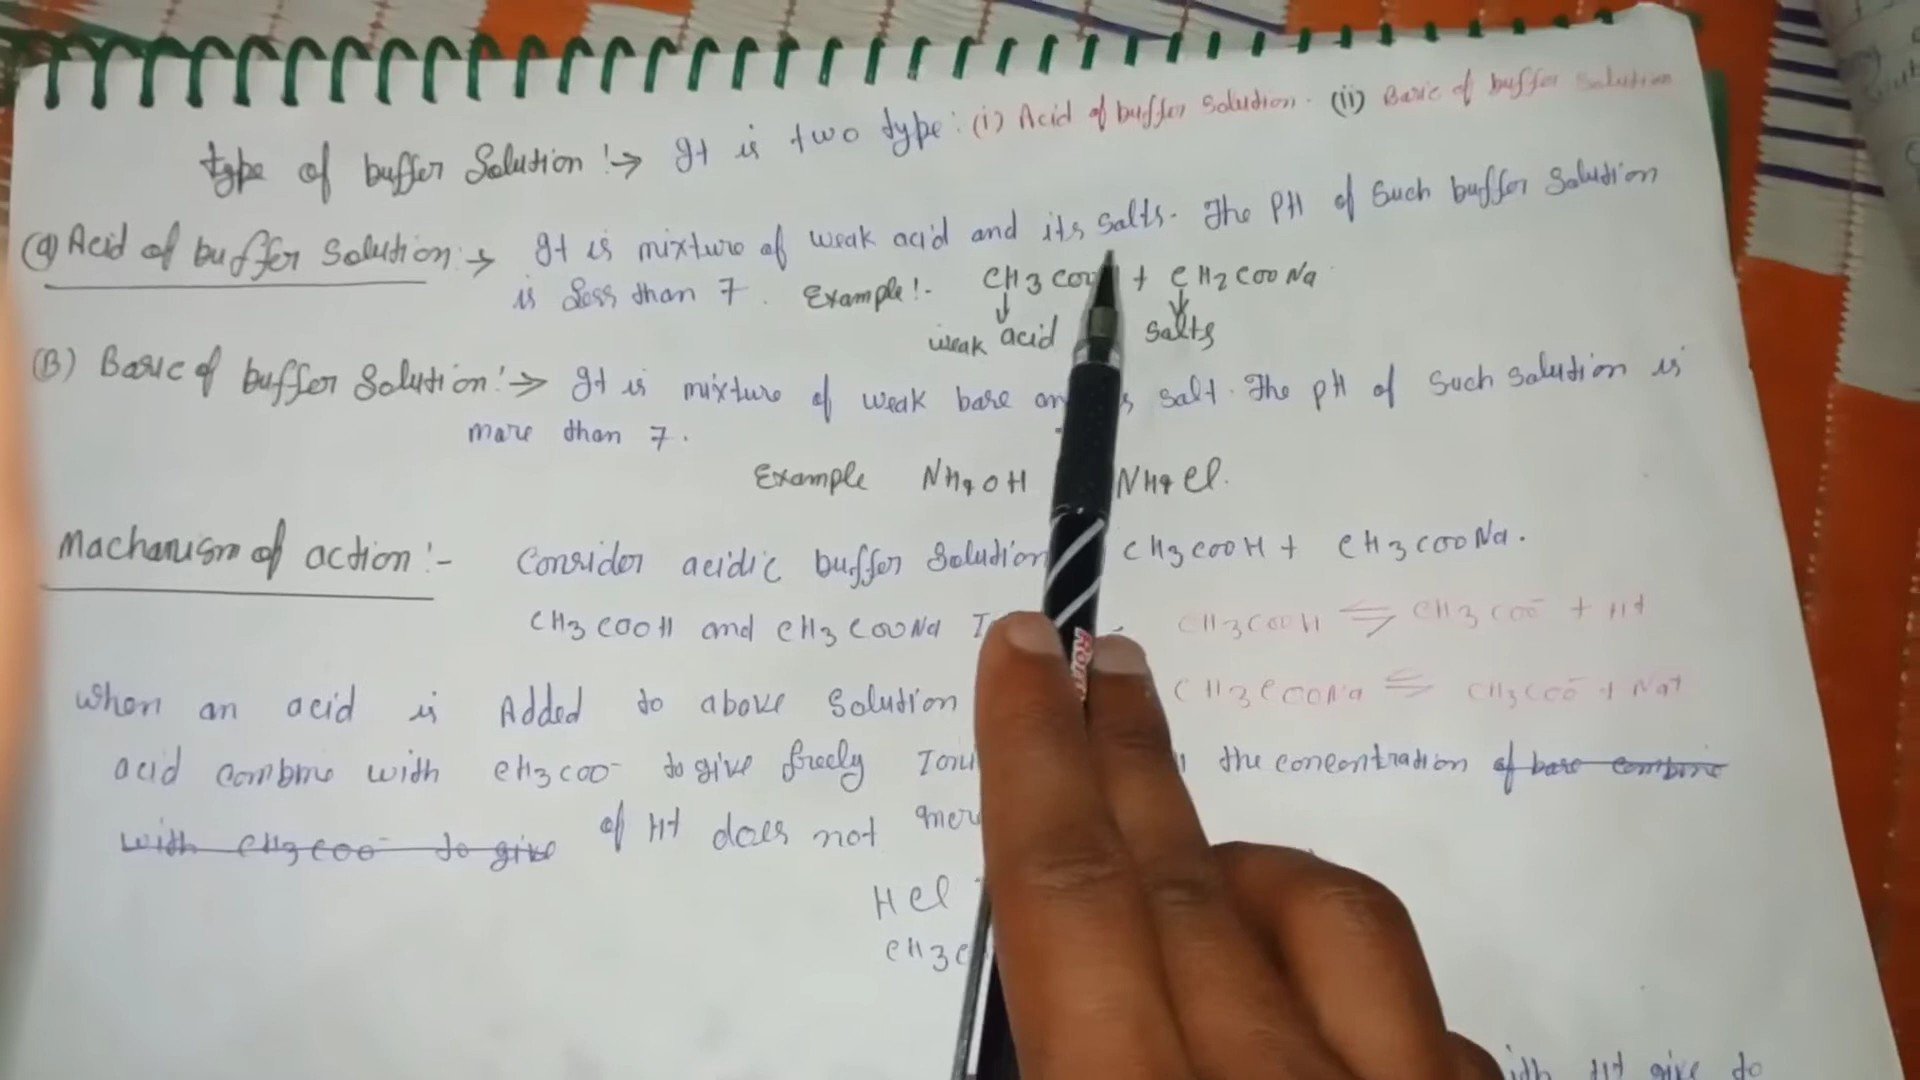 type of buffer Solution :→ It is two type: (i) Acid of buffer Solution. (ii) Basic of buffer Solution
(a) Acid of buffer Solution :→ It is mixture of weak acid and its salts. The PH of Such buffer Solution
is less than 7. Example :- CH3COO + CH2COONa
weak acid salts
(B) Basic of buffer Solution :→ It is mixture of weak base salt. The pH of Such Solution is
more than 7.
Example NH4OH NH4Cl.
Machanism of action :- Consider acidic buffer Solution CH3COOH + CH3COONa.
CH3COOH and CH3COONa CH3COOH ⇌ CH3COO- + H+
CH3COONa ⇌ CH3COO- + Na+
When an acid is Added to above Solution
acid combine with CH3COO- to give freely the concentration of base combine
with CH3COO- to give of H+ does not
HCl
CH3C
H+ give to